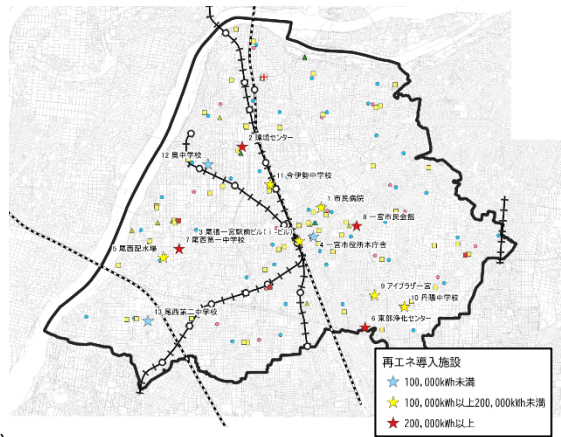 2 環境センター
12 奥中学校
11 今伊勢中学校
1 市民病院
8 一宮市民会館
3 尾張一宮駅前ビル(i-ビル)
4 一宮市役所本庁舎
7 尾西第一中学校
5 尾西配水場
9 アイプラザ一宮
10 丹陽中学校
13 尾西第二中学校
6 東部浄化センター
再エネ導入施設
100,000kWh未満
100,000kWh以上200,000kWh未満
200,000kWh以上